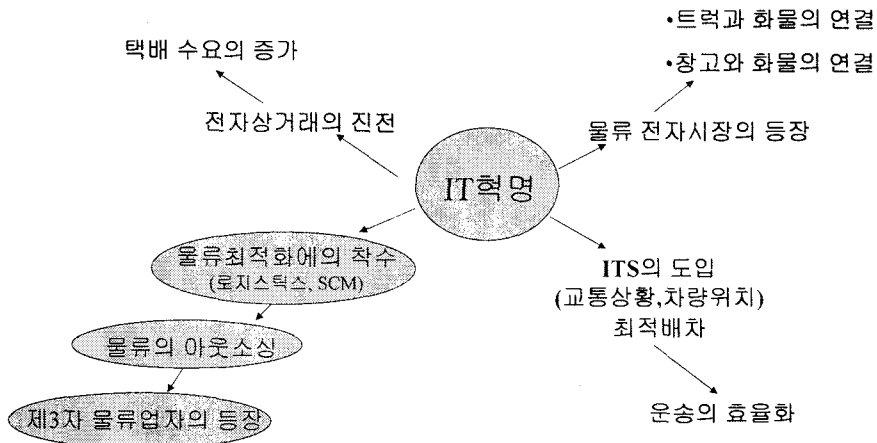 •트럭과 화물의 연결
택배 수요의 증가
•창고와 화물의 연결
전자상거래의 진전
물류 전자시장의 등장
IT혁명
물류최적화에의 착수
(로지스틱스, SCM)
ITS의 도입
(교통상황,차량위치)
최적배차
물류의 아웃소싱
제3자 물류업자의 등장
운송의 효율화